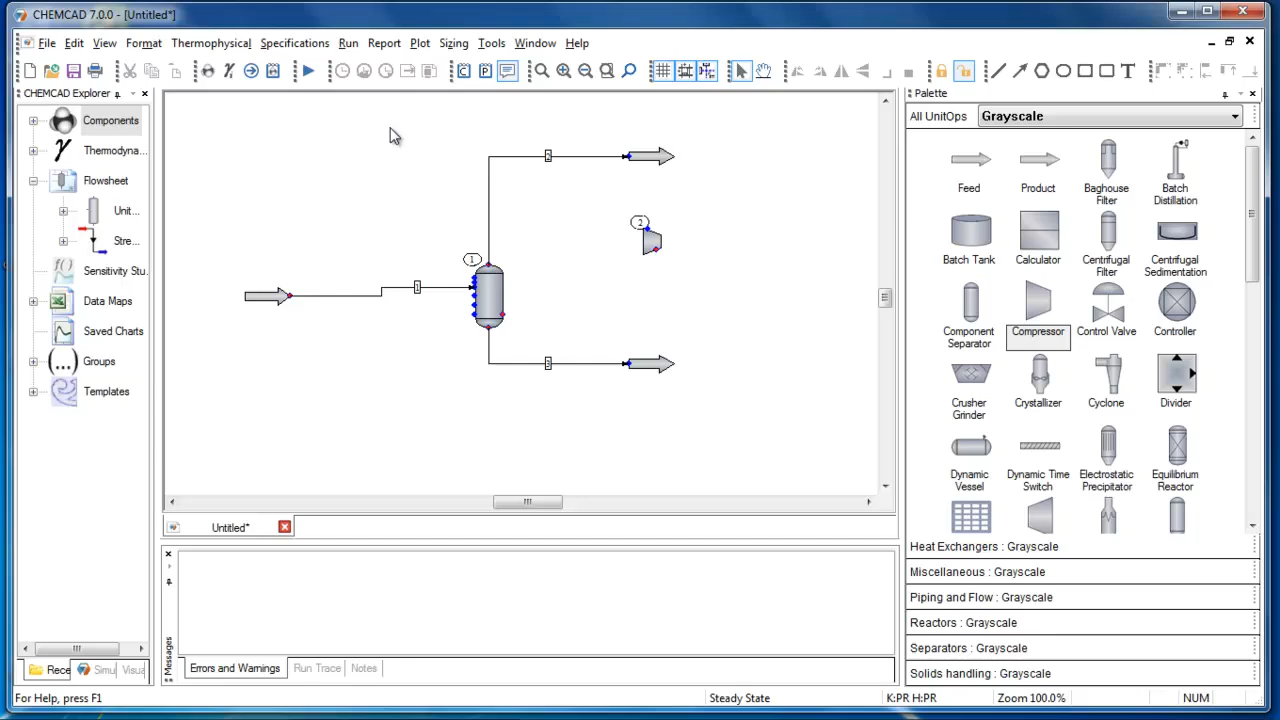 CHEMCAD 7.0.0 - [Untitled*]
File Edit View Format Thermophysical Specifications Run Report Plot Sizing Tools Window Help
CHEMCAD Explorer
Components
Thermodyna...
Flowsheet
Unit...
Stre...
Sensitivity Stu..
Data Maps
Saved Charts
Groups
Templates
Rece
Simu
Visua
1
2
3
1
2
Untitled*
Messages
Errors and Warnings
Run Trace
Notes
Palette
All UnitOps
Grayscale
Feed
Product
Baghouse
Filter
Batch
Distillation
Batch Tank
Calculator
Centrifugal
Filter
Centrifugal
Sedimentation
Component
Separator
Compressor
Control Valve
Controller
Crusher
Grinder
Crystallizer
Cyclone
Divider
Dynamic
Vessel
Dynamic Time
Switch
Electrostatic
Precipitator
Equilibrium
Reactor
Heat Exchangers : Grayscale
Miscellaneous : Grayscale
Piping and Flow : Grayscale
Reactors : Grayscale
Separators : Grayscale
Solids handling : Grayscale
For Help, press F1
Steady State
K:PR H:PR
Zoom 100.0%
NUM